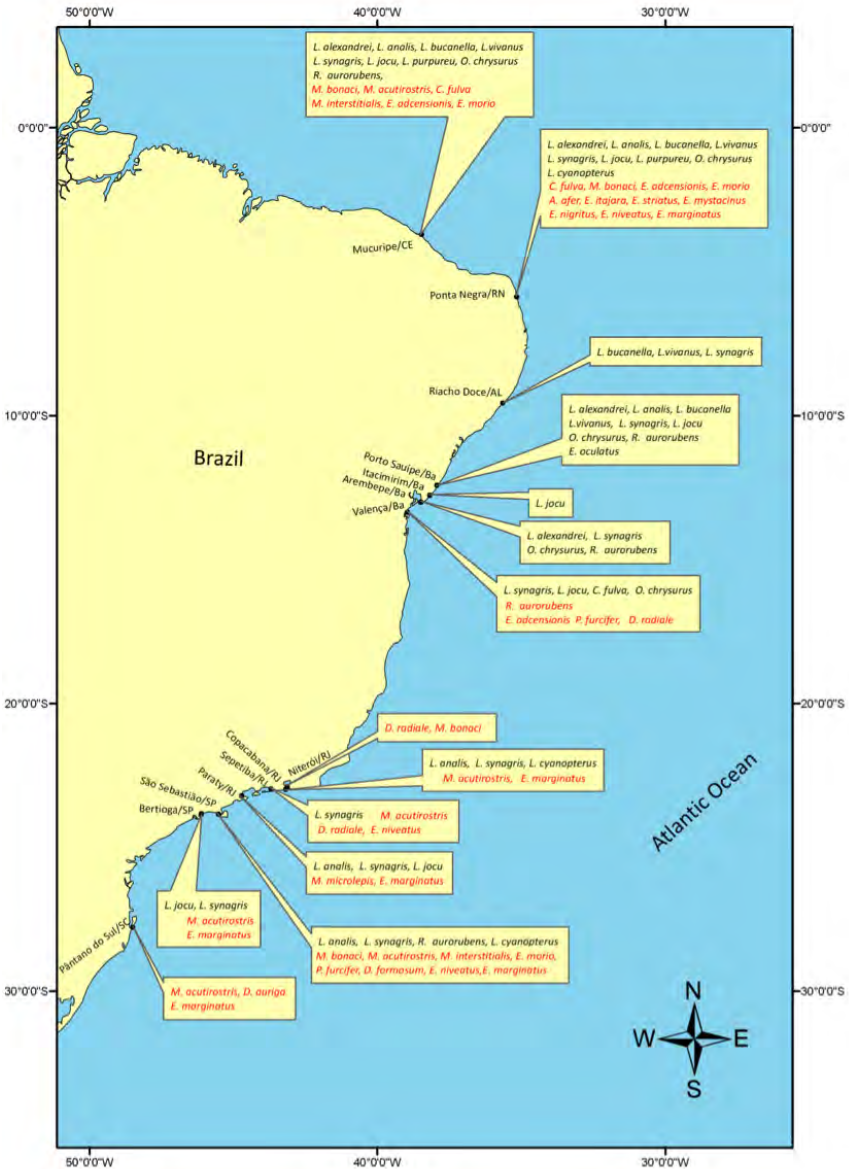 50°0'0"W 40°0'0"W 30°0'0"W
L. alexandrei, L. analis, L. bucanella, L.vivanus
L. synagris, L. jocu, L. purpureu, O. chrysurus
R. aurorubens,
M. bonaci, M. acutirostris, C. fulva
M. interstitialis, E. adcensionis, E. morio
0°0'0" 0°0'0"
L. alexandrei, L. analis, L. bucanella, L.vivanus
L. synagris, L. jocu, L. purpureu, O. chrysurus
L. cyanopterus
C. fulva, M. bonaci, E. adcensionis, E. morio
A. afer, E. itajara, E. striatus, E. mystacinus
E. nigritus, E. niveatus, E. marginatus
Mucuripe/CE
Ponta Negra/RN
L. bucanella, L.vivanus, L. synagris
Riacho Doce/AL
10°0'0"S 10°0'0"S
L. alexandrei, L. analis, L. bucanella
L.vivanus, L. synagris, L. jocu
O. chrysurus, R. aurorubens
E. oculatus
Brazil
Porto Sauípe/Ba
Itacimirim/Ba
Arembepe/Ba
Valença/Ba
L. jocu
L. alexandrei, L. synagris
O. chrysurus, R. aurorubens
L. synagris, L. jocu, C. fulva, O. chrysurus
R. aurorubens
E. adcensionis P. furcifer, D. radiale
20°0'0"S 20°0'0"S
D. radiale, M. bonaci
Niterói/RJ
Copacabana/RJ
Sepetiba/RJ
Paraty/RJ
São Sebastião/SP
Bertioga/SP
L. analis, L. synagris, L. cyanopterus
M. acutirostris, E. marginatus
Atlantic Ocean
L. synagris M. acutirostris
D. radiale, E. niveatus
L. analis, L. synagris, L. jocu
M. microlepis, E. marginatus
L. jocu, L. synagris
M. acutirostris
E. marginatus
Pântano do Sul/SC
L. analis, L. synagris, R. aurorubens, L. cyanopterus
M. bonaci, M. acutirostris, M. interstitialis, E. morio,
P. furcifer, D. formosum, E. niveatus,E. marginatus
M. acutirostris, D. auriga
E. marginatus
30°0'0"S 30°0'0"S
N
W E
S
50°0'0"W 40°0'0"W 30°0'0"W